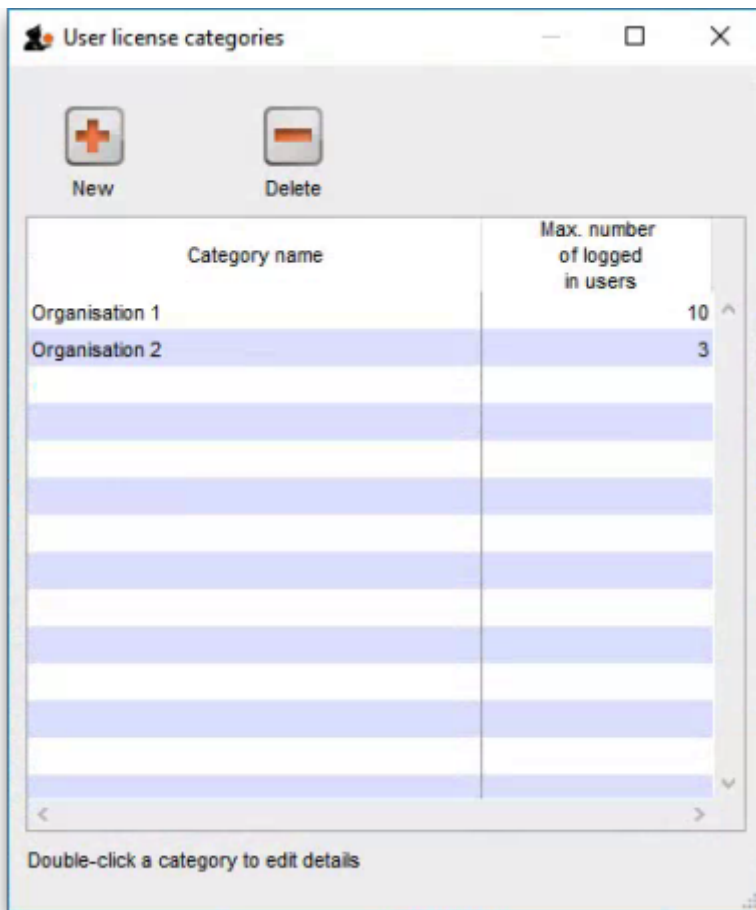 User license categories
New
Delete
Category name
Max. number
of logged
in users
Organisation 1 10
Organisation 2 3
Double-click a category to edit details